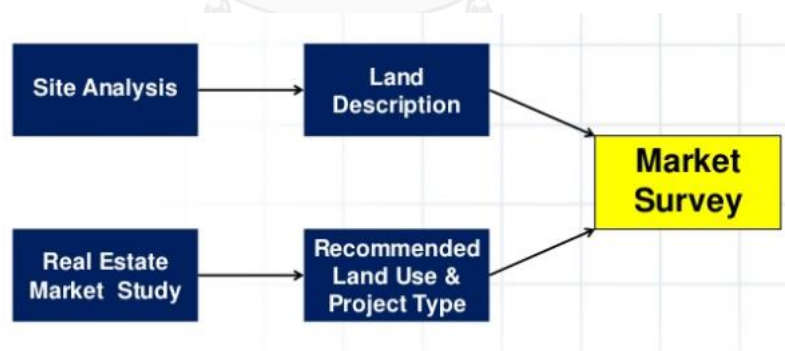 Site Analysis
Land
Description
Market
Survey
Real Estate
Market Study
Recommended
Land Use &
Project Type